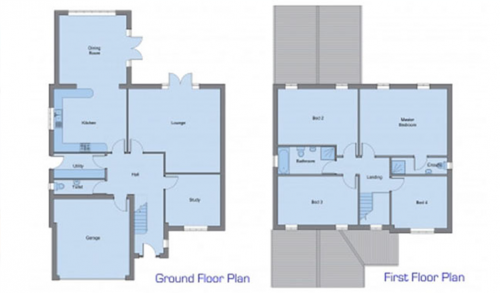 Dining
Room
Kitchen
Lounge
Utility
Toilet
Hall
Study
Garage
Ground Floor Plan
Bed 2
Master
Bedroom
Bathroom
Ensuite
Landing
Bed 3
Bed 4
First Floor Plan